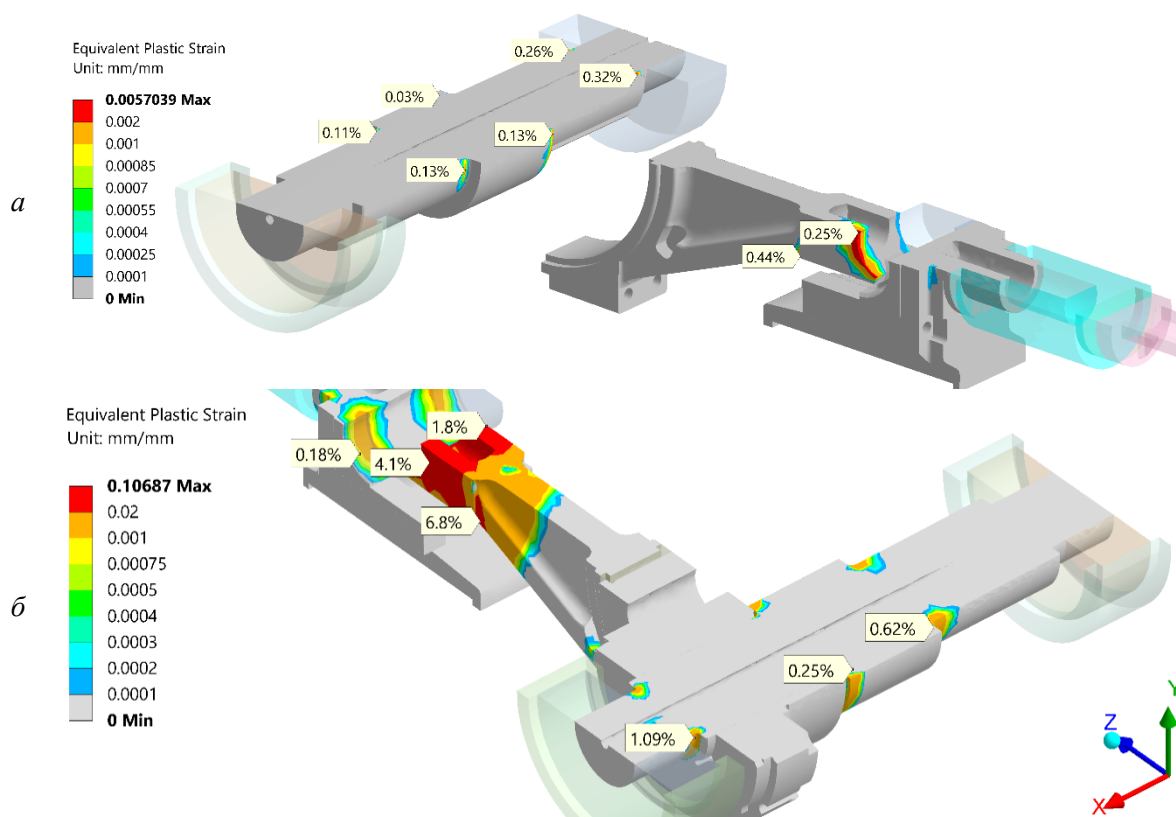 Equivalent Plastic Strain
Unit: mm/mm
0.0057039 Max
0.002
0.001
0.00085
0.0007
0.00055
0.0004
0.00025
0.0001
0 Min
а
0.26%
0.32%
0.03%
0.11%
0.13%
0.13%
0.25%
0.44%
Equivalent Plastic Strain
Unit: mm/mm
0.10687 Max
0.02
0.001
0.00075
0.0005
0.0004
0.0003
0.0002
0.0001
0 Min
б
1.8%
0.18%
4.1%
6.8%
0.62%
0.25%
1.09%
Y
Z
X